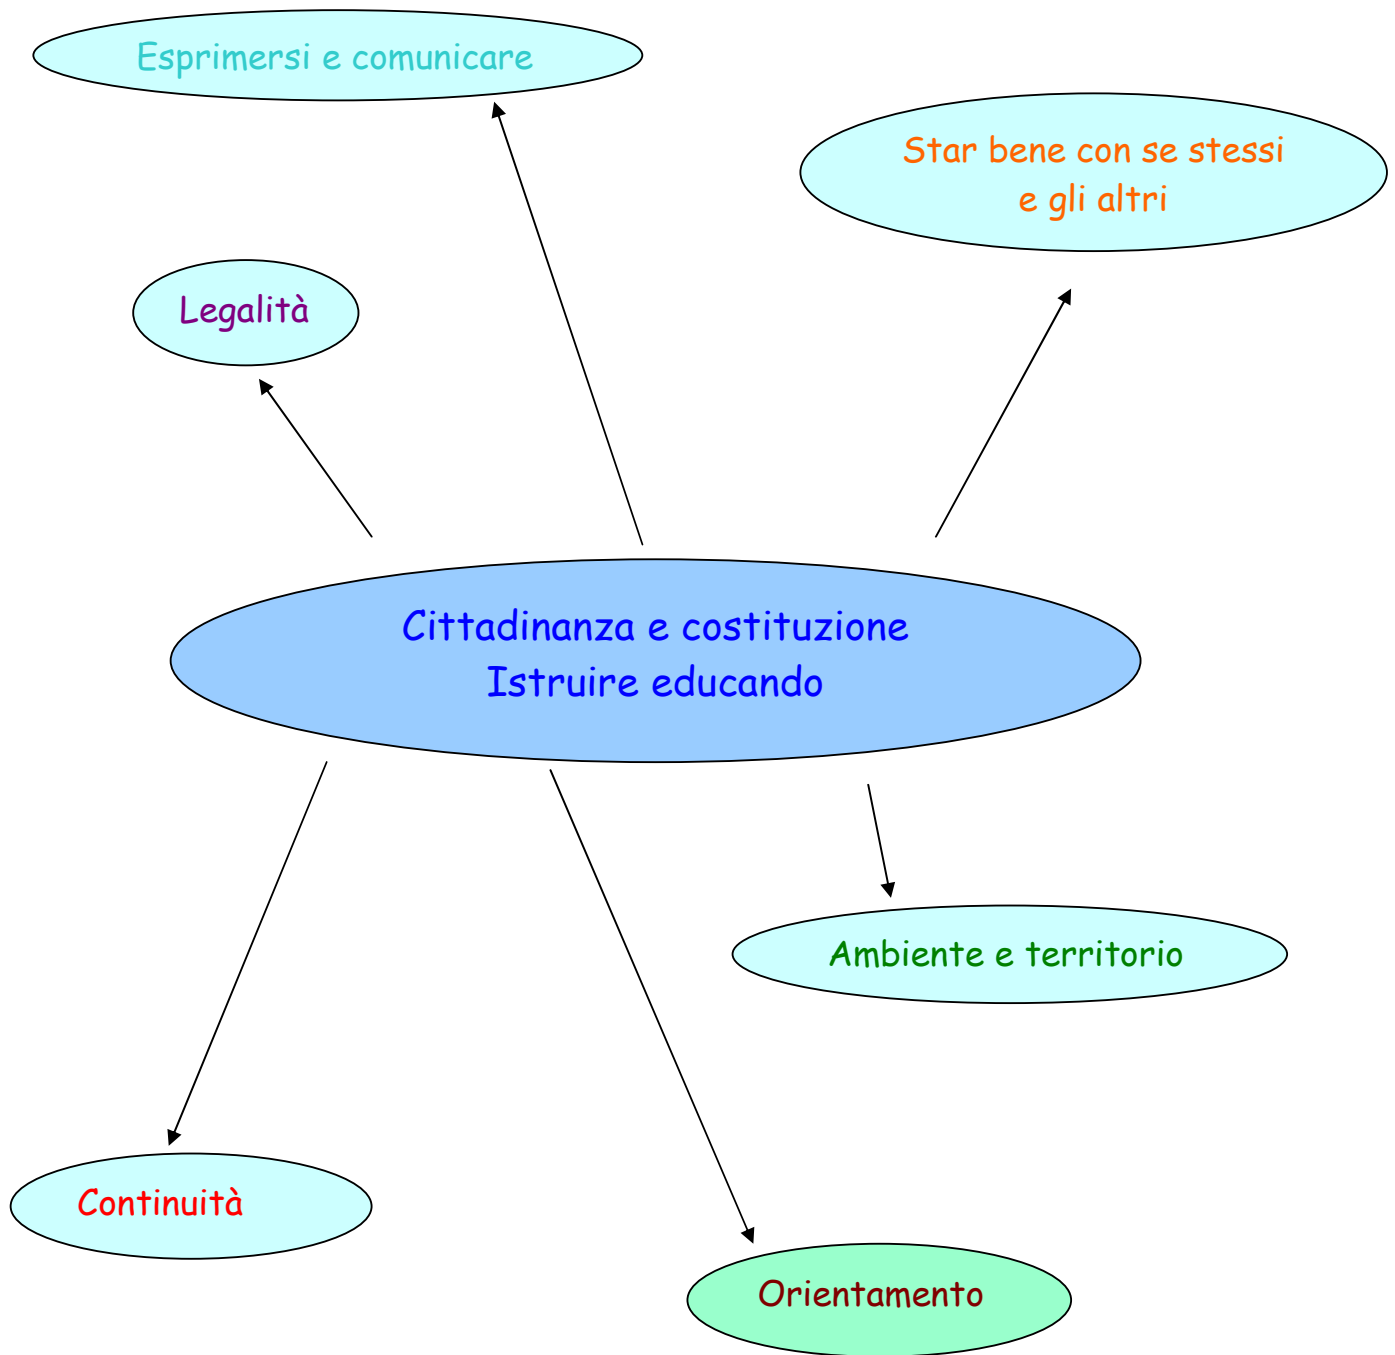 Esprimersi e comunicare
Star bene con se stessi
e gli altri
Legalità
Cittadinanza e costituzione
Istruire educando
Ambiente e territorio
Continuità
Orientamento